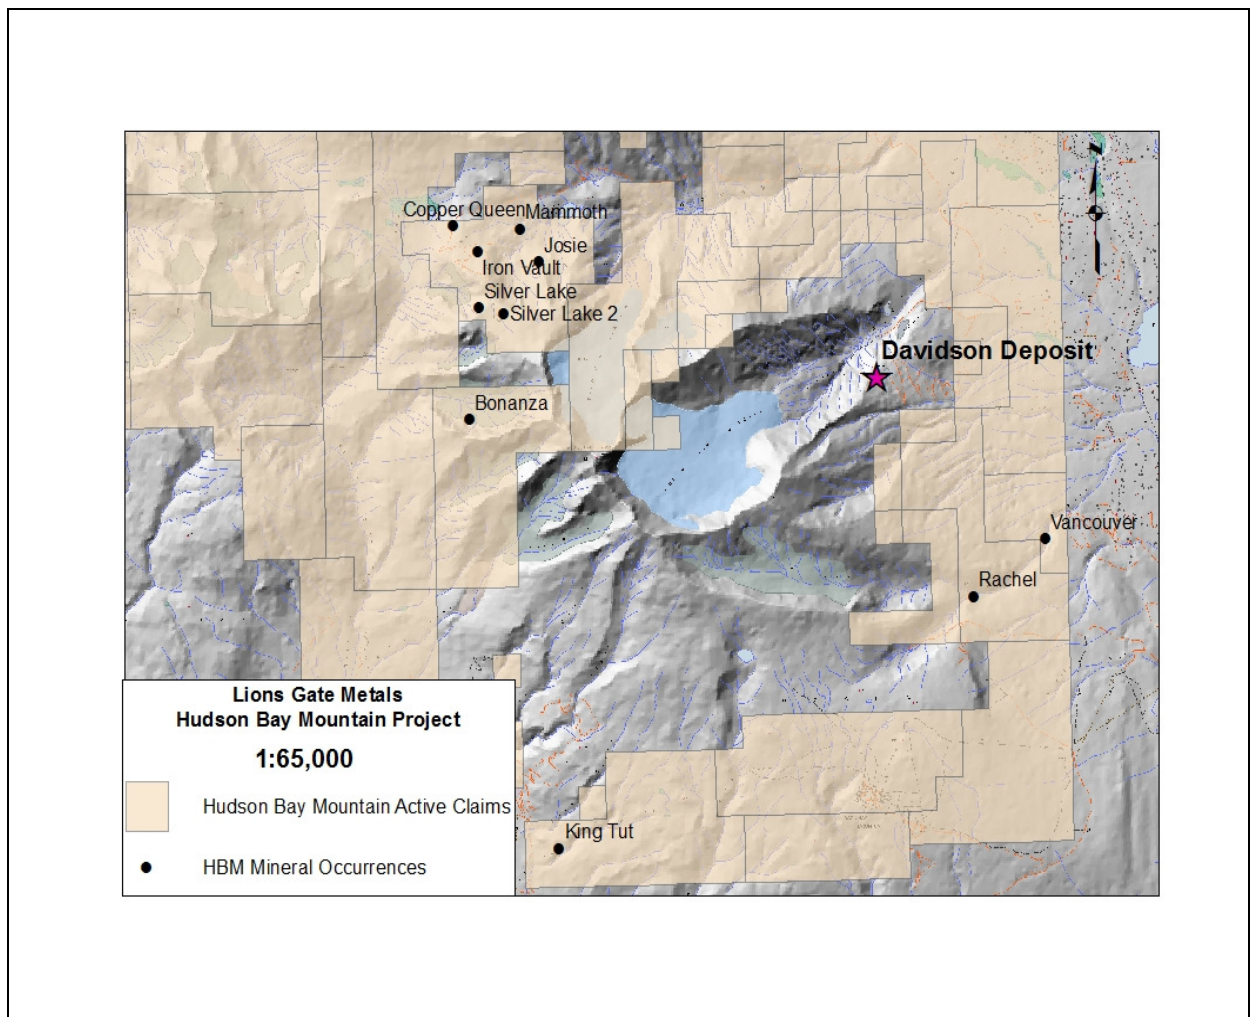 N
Copper Queen
Mammoth
Josie
Iron Vault
Silver Lake
Silver Lake 2
Davidson Deposit
Bonanza
Vancouver
Rachel
Lions Gate Metals
Hudson Bay Mountain Project
1:65,000
Hudson Bay Mountain Active Claims
King Tut
HBM Mineral Occurrences